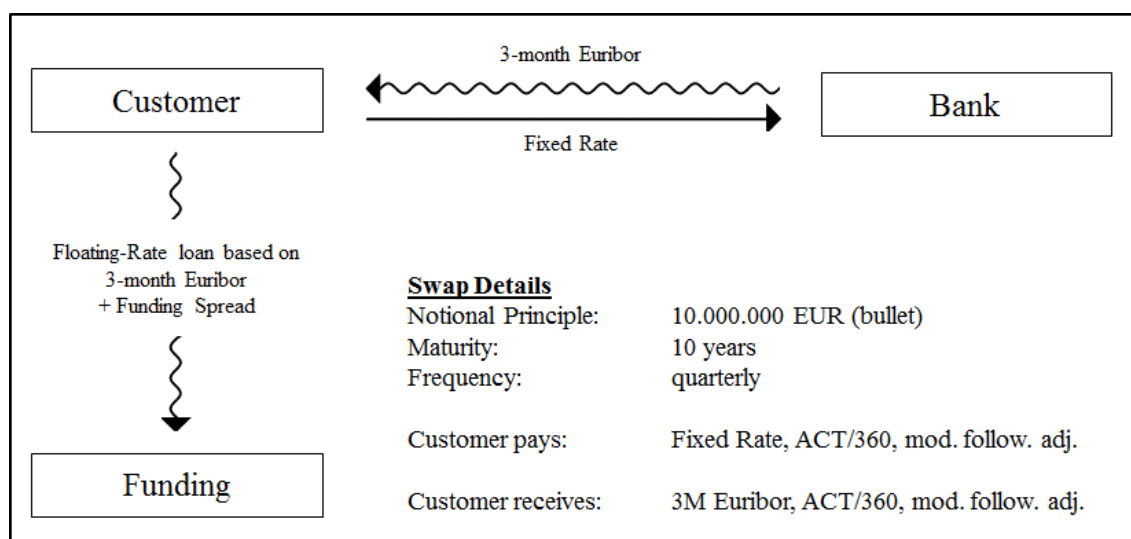 3-month Euribor
Customer
Bank
Fixed Rate
Floating-Rate loan based on
3-month Euribor
+ Funding Spread
Swap Details
Notional Principle: 10.000.000 EUR (bullet)
Maturity: 10 years
Frequency: quarterly
Customer pays: Fixed Rate, ACT/360, mod. follow. adj.
Funding
Customer receives: 3M Euribor, ACT/360, mod. follow. adj.